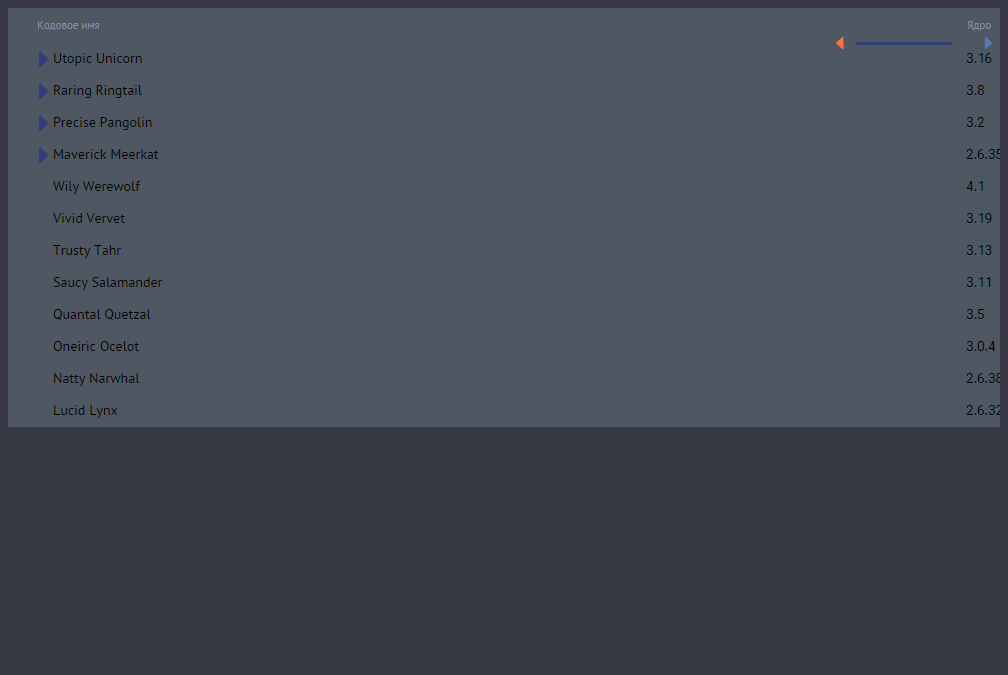 Кодовое имя Ядро
Utopic Unicorn 3.16
Raring Ringtail 3.8
Precise Pangolin 3.2
Maverick Meerkat 2.6.35
Wily Werewolf 4.1
Vivid Vervet 3.19
Trusty Tahr 3.13
Saucy Salamander 3.11
Quantal Quetzal 3.5
Oneiric Ocelot 3.0.4
Natty Narwhal 2.6.38
Lucid Lynx 2.6.32